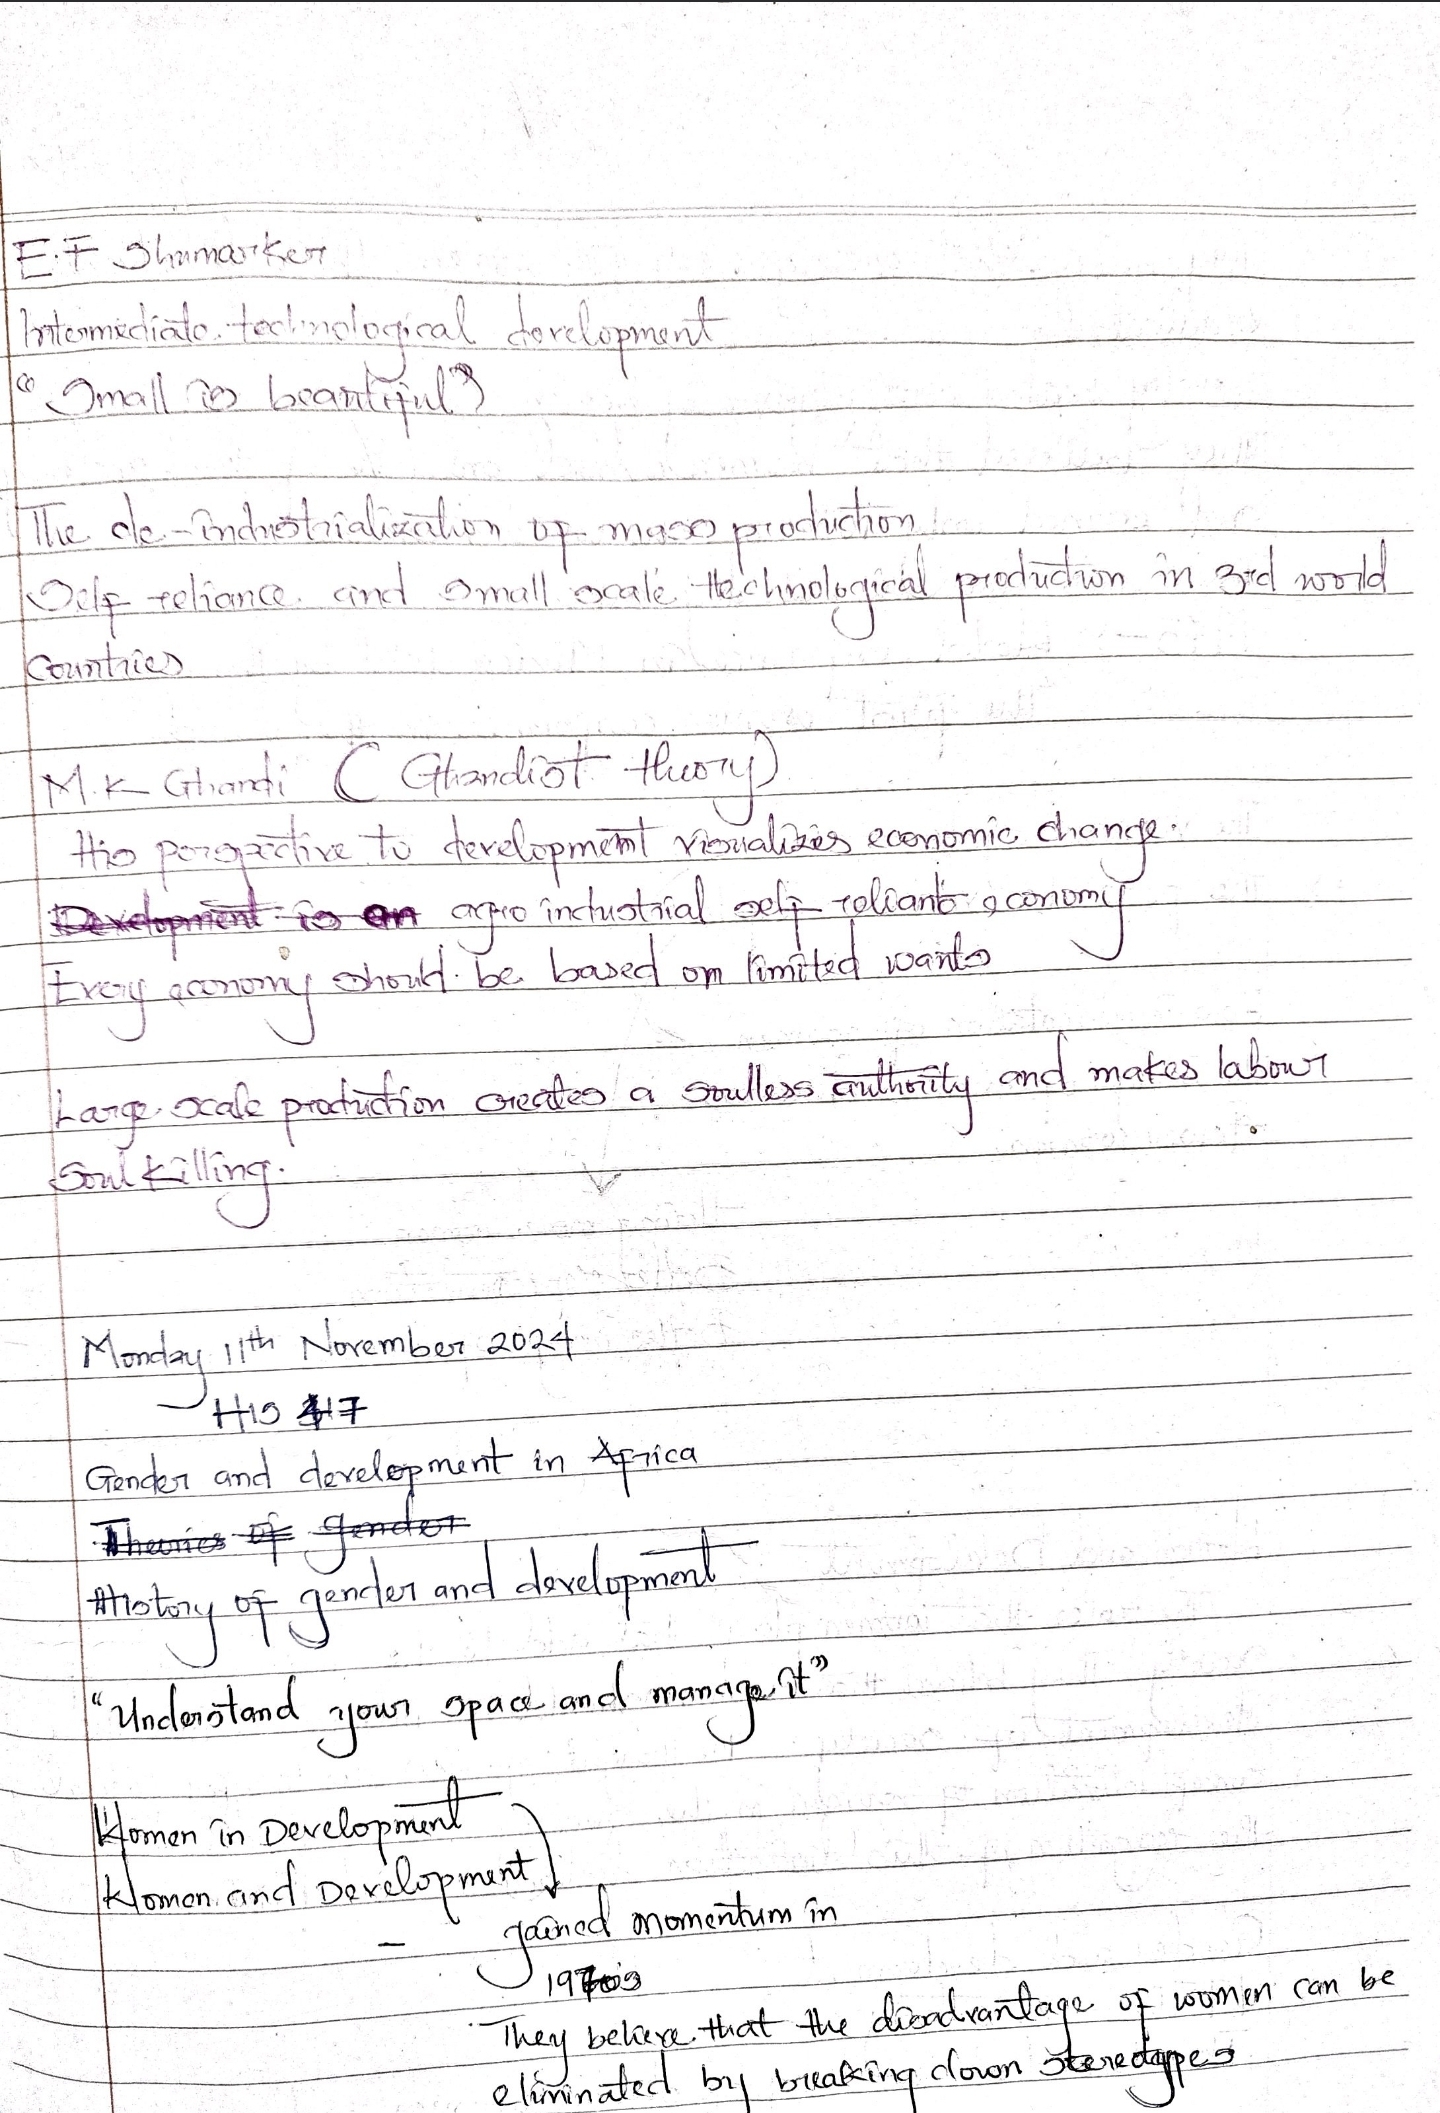 E.F Shumarker
Intermediate technological development
"Small is beautiful"
The de-industrialization of mass production
Self reliance and small scale technological production in 3rd world
Countries
M.K Ghandi ( Ghandist theory)
His perspective to development visualizes economic change.
Development is an agro industrial self reliant economy
Every economy should be based on limited wants
Large scale production creates a soulless authority and makes labour
Soul killing.
Monday 11th November 2024
HIS 417
Gender and development in Africa
Theories of gender
History of gender and development
"Understand your space and manage it"
Women in Development
Women and Development
gained momentum in
-
1970s
They believe that the disadvantage of women can be
eliminated by breaking down stereotypes